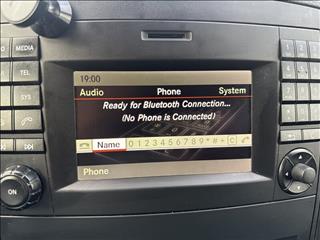 19:00
Audio Phone System
Ready for Bluetooth Connection...
(No Phone is Connected)
Name 0 1 2 3 4 5 6 7 8 9 * # + C
Phone
MEDIA
TEL
SYS
ON